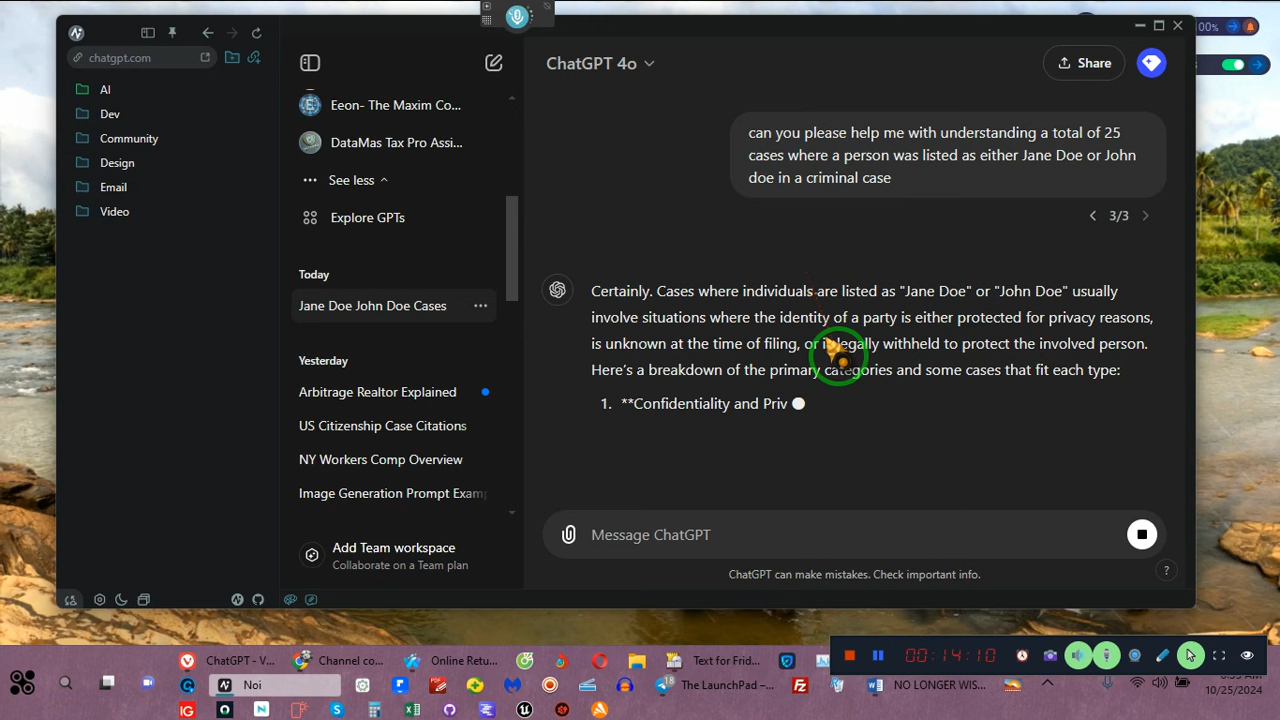 100%
chatgpt.com
AI
Dev
Community
Design
Email
Video
Eeon- The Maxim Co...
DataMas Tax Pro Assi...
See less
Explore GPTs
Today
Jane Doe John Doe Cases
Yesterday
Arbitrage Realtor Explained
US Citizenship Case Citations
NY Workers Comp Overview
Image Generation Prompt Exam
Add Team workspace
Collaborate on a Team plan
ChatGPT 4o
Share
can you please help me with understanding a total of 25
cases where a person was listed as either Jane Doe or John
doe in a criminal case
3/3
Certainly. Cases where individuals are listed as "Jane Doe" or "John Doe" usually
involve situations where the identity of a party is either protected for privacy reasons,
is unknown at the time of filing, or is legally withheld to protect the involved person.
Here's a breakdown of the primary categories and some cases that fit each type:
1. **Confidentiality and Priv
Message ChatGPT
ChatGPT can make mistakes. Check important info.
?
00:14:10
ChatGPT - V...
Channel co...
Online Retu...
Text for Frid...
Noi
The LaunchPad –...
NO LONGER WIS...
10/25/2024